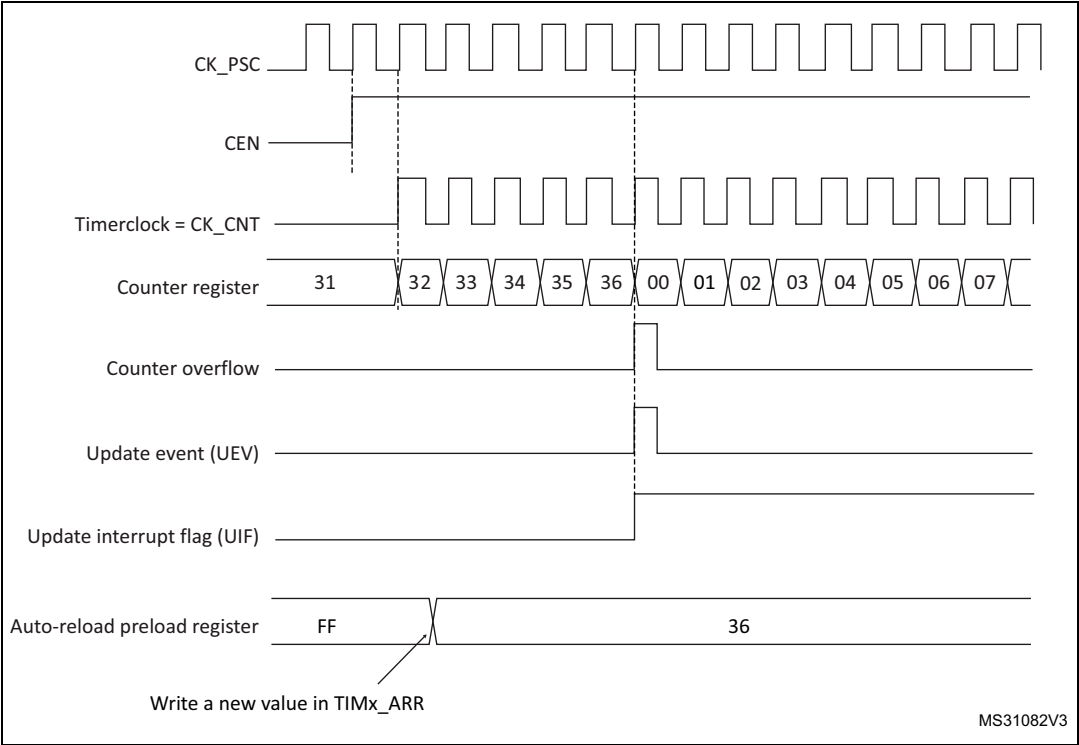 CK_PSC
CEN
Timerclock = CK_CNT
Counter register 31 32 33 34 35 36 00 01 02 03 04 05 06 07
Counter overflow
Update event (UEV)
Update interrupt flag (UIF)
Auto-reload preload register FF 36
Write a new value in TIMx_ARR
MS31082V3